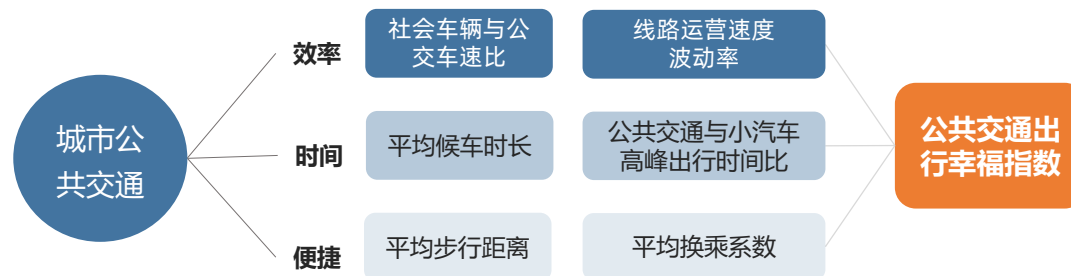 城市公
共交通
效率
社会车辆与公
交车速比
线路运营速度
波动率
时间
平均候车时长
公共交通与小汽车
高峰出行时间比
便捷
平均步行距离
平均换乘系数
公共交通出
行幸福指数